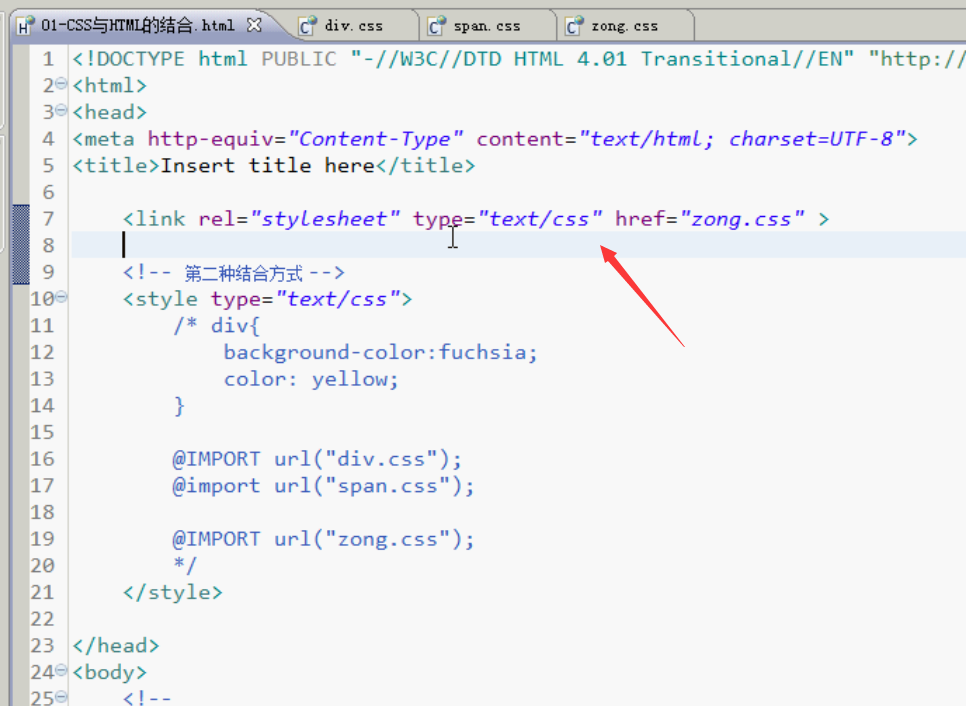 01-CSS与HTML的结合.html div.css span.css zong.css
1 <!DOCTYPE html PUBLIC "-//W3C//DTD HTML 4.01 Transitional//EN" "http://
2 <html>
3 <head>
4 <meta http-equiv="Content-Type" content="text/html; charset=UTF-8">
5 <title>Insert title here</title>
6
7 <link rel="stylesheet" type="text/css" href="zong.css" >
8
9 <!-- 第二种结合方式 -->
10 <style type="text/css">
11 /* div{
12 background-color:fuchsia;
13 color: yellow;
14 }
15
16 @IMPORT url("div.css");
17 @import url("span.css");
18
19 @IMPORT url("zong.css");
20 */
21 </style>
22
23 </head>
24 <body>
25 <!--